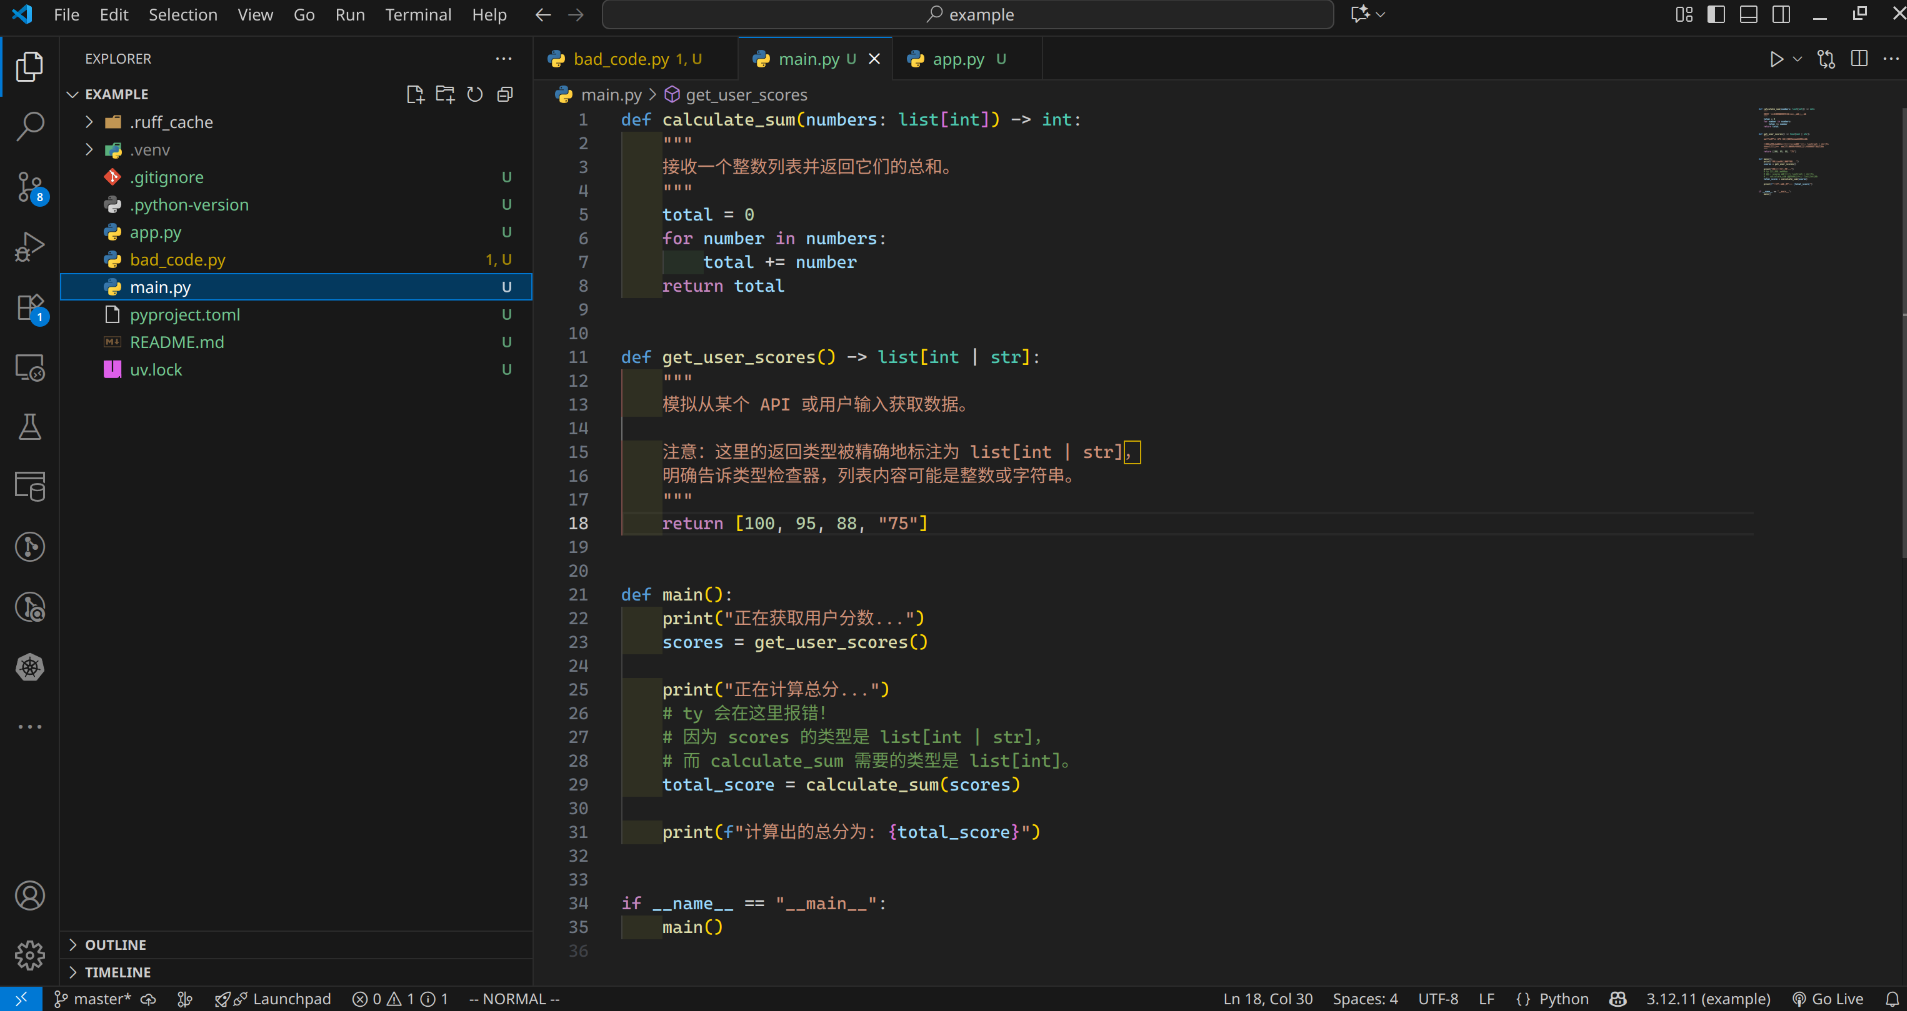 File Edit Selection View Go Run Terminal Help example
EXPLORER
EXAMPLE
.ruff_cache
.venv
.gitignore U
.python-version U
app.py U
bad_code.py 1, U
main.py U
pyproject.toml U
README.md U
uv.lock U
8
1
OUTLINE
TIMELINE
bad_code.py 1, U main.py U app.py U
main.py > get_user_scores
1 def calculate_sum(numbers: list[int]) -> int:
2 """
3 接收一个整数列表并返回它们的总和。
4 """
5 total = 0
6 for number in numbers:
7 total += number
8 return total
9
10
11 def get_user_scores() -> list[int | str]:
12 """
13 模拟从某个 API 或用户输入获取数据。
14
15 注意：这里的返回类型被精确地标注为 list[int | str]，
16 明确告诉类型检查器，列表内容可能是整数或字符串。
17 """
18 return [100, 95, 88, "75"]
19
20
21 def main():
22 print("正在获取用户分数...")
23 scores = get_user_scores()
24
25 print("正在计算总分...")
26 # ty 会在这里报错！
27 # 因为 scores 的类型是 list[int | str]，
28 # 而 calculate_sum 需要的类型是 list[int]。
29 total_score = calculate_sum(scores)
30
31 print(f"计算出的总分为: {total_score}")
32
33
34 if __name__ == "__main__":
35 main()
36
master* Launchpad 0 1 1 -- NORMAL -- Ln 18, Col 30 Spaces: 4 UTF-8 LF {} Python 3.12.11 (example) Go Live